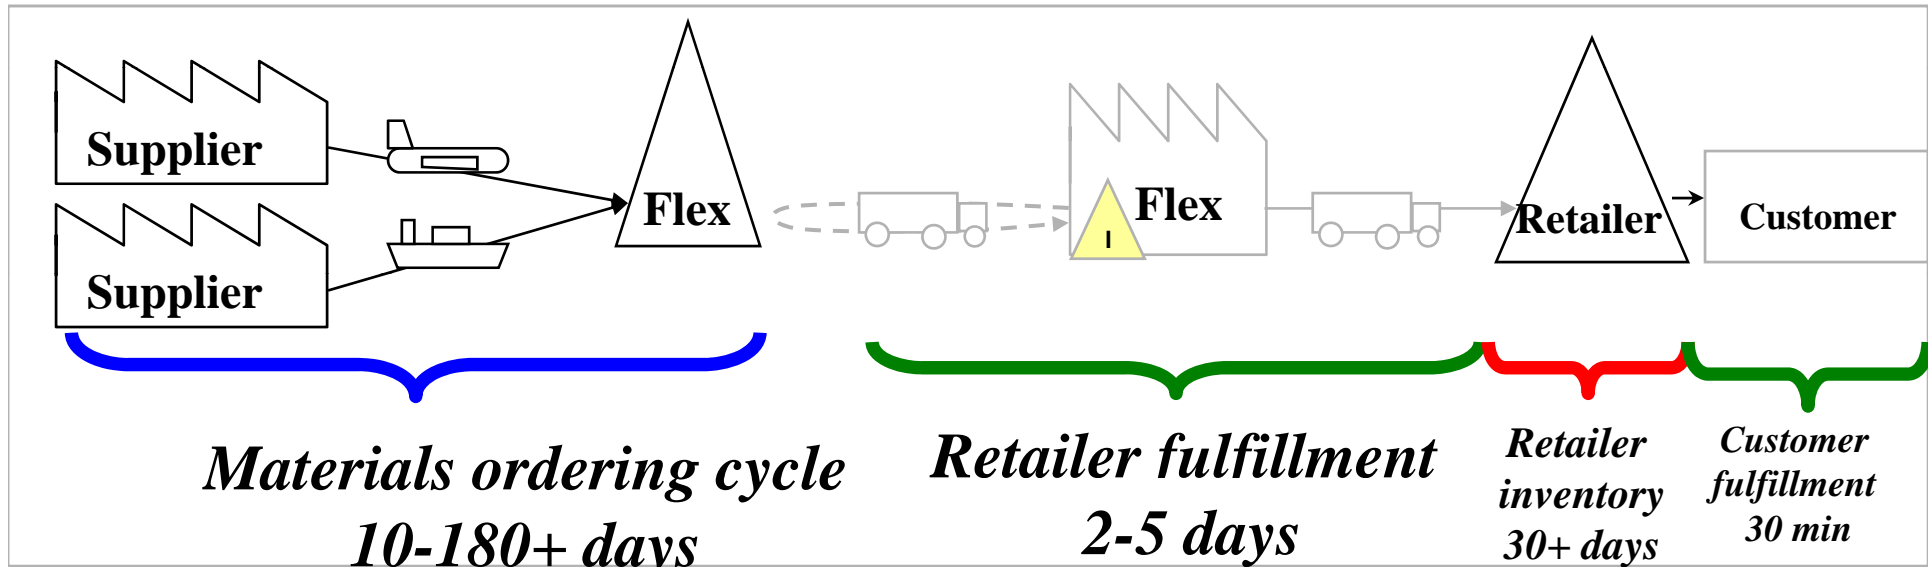 Supplier
Supplier
Flex
I
Flex
Retailer
Customer
Materials ordering cycle
10-180+ days
Retailer fulfillment
2-5 days
Retailer
inventory
30+ days
Customer
fulfillment
30 min